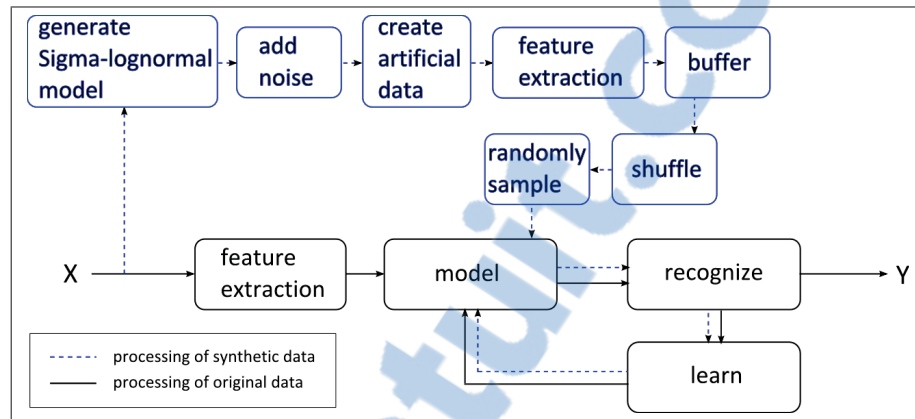 generate
Sigma-lognormal
model
add
noise
create
artificial
data
feature
extraction
buffer
randomly
sample
shuffle
X
feature
extraction
model
recognize
Y
learn
processing of synthetic data
processing of original data